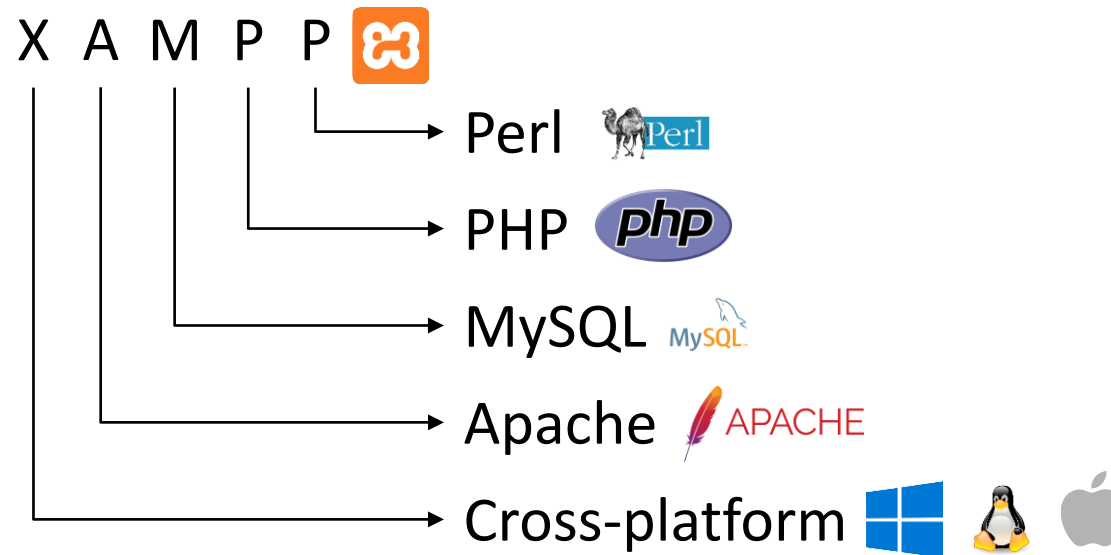 X A M P P
Perl Perl
PHP php
MySQL MySQL
Apache APACHE
Cross-platform